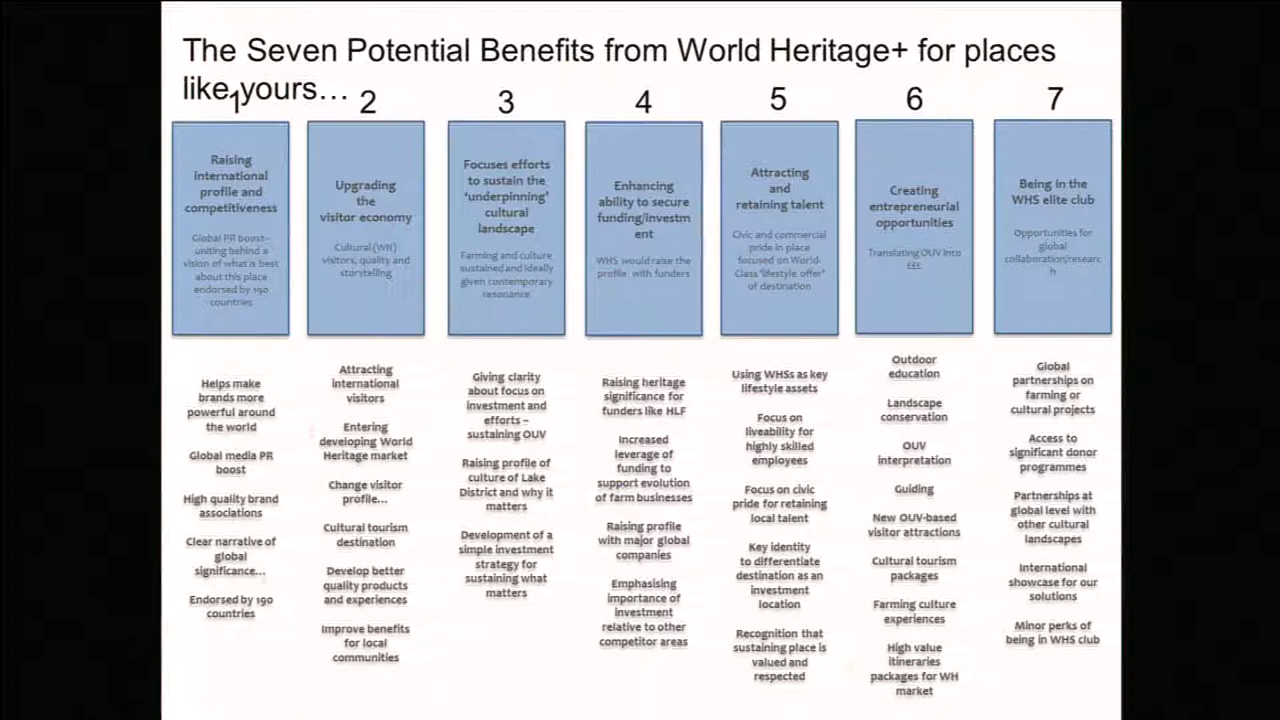 The Seven Potential Benefits from World Heritage+ for places
like yours…
1
2
3
4
5
6
7
Raising
international
profile and
competitiveness
Global PR boost–
uniting behind a
vision of what is best
about this place
endorsed by 190
countries
Upgrading
the
visitor economy
Cultural (WH)
visitors, quality and
storytelling
Focuses efforts
to sustain the
‘underpinning’
cultural
landscape
Farming and culture
sustained and ideally
given contemporary
resonance
Enhancing
ability to secure
funding/investm
ent
WHS would raise the
profile with funders
Attracting
and
retaining talent
Civic and commercial
pride in place
focused on World-
Class ‘lifestyle offer’
of destination
Creating
entrepreneurial
opportunities
Translating OUV into
£££
Being in the
WHS elite club
Opportunities for
global
collaboration/researc
h
Helps make
brands more
powerful around
the world
Global media PR
boost
High quality brand
associations
Clear narrative of
global
significance…
Endorsed by 190
countries
Attracting
international
visitors
Entering
developing World
Heritage market
Change visitor
profile…
Cultural tourism
destination
Develop better
quality products
and experiences
Improve benefits
for local
communities
Giving clarity
about focus on
investment and
efforts –
sustaining OUV
Raising profile of
culture of Lake
District and why it
matters
Development of a
simple investment
strategy for
sustaining what
matters
Raising heritage
significance for
funders like HLF
Increased
leverage of
funding to
support evolution
of farm businesses
Raising profile
with major global
companies
Emphasising
importance of
investment
relative to other
competitor areas
Using WHSs as key
lifestyle assets
Focus on
liveability for
highly skilled
employees
Focus on civic
pride for retaining
local talent
Key identity
to differentiate
destination as an
investment
location
Recognition that
sustaining place is
valued and
respected
Outdoor
education
Landscape
conservation
OUV
interpretation
Guiding
New OUV-based
visitor attractions
Cultural tourism
packages
Farming culture
experiences
High value
itineraries
packages for WH
market
Global
partnerships on
farming or
cultural projects
Access to
significant donor
programmes
Partnerships at
global level with
other cultural
landscapes
International
showcase for our
solutions
Minor perks of
being in WHS club